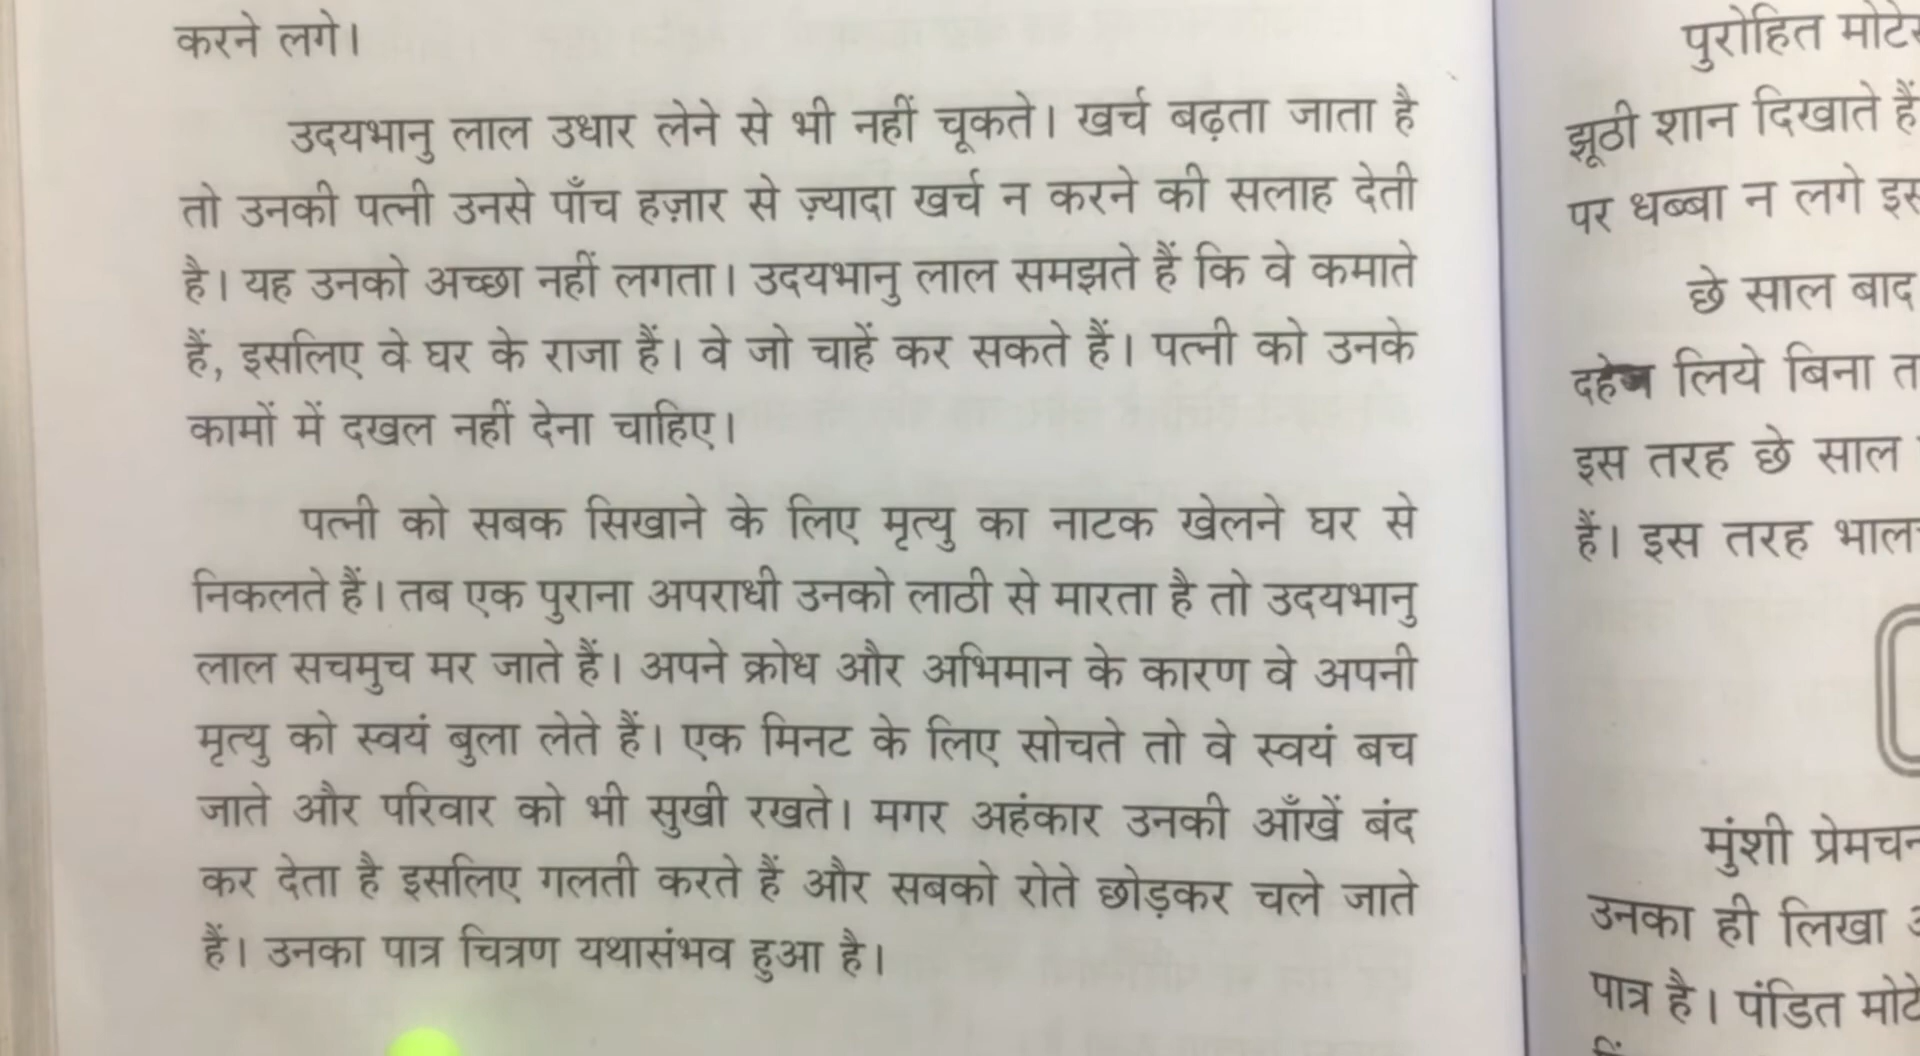 करने लगे।
उदयभानु लाल उधार लेने से भी नहीं चूकते। खर्च बढ़ता जाता है
तो उनकी पत्नी उनसे पाँच हज़ार से ज़्यादा खर्च न करने की सलाह देती
है। यह उनको अच्छा नहीं लगता। उदयभानु लाल समझते हैं कि वे कमाते
हैं, इसलिए वे घर के राजा हैं। वे जो चाहें कर सकते हैं। पत्नी को उनके
कामों में दखल नहीं देना चाहिए।
पत्नी को सबक सिखाने के लिए मृत्यु का नाटक खेलने घर से
निकलते हैं। तब एक पुराना अपराधी उनको लाठी से मारता है तो उदयभानु
लाल सचमुच मर जाते हैं। अपने क्रोध और अभिमान के कारण वे अपनी
मृत्यु को स्वयं बुला लेते हैं। एक मिनट के लिए सोचते तो वे स्वयं बच
जाते और परिवार को भी सुखी रखते। मगर अहंकार उनकी आँखें बंद
कर देता है इसलिए गलती करते हैं और सबको रोते छोड़कर चले जाते
हैं। उनका पात्र चित्रण यथासंभव हुआ है।
पुरोहित
झूठी शान दिखाते हैं
पर धब्बा न लगे
छे साल बाद
दहेज लिये बिना
इस तरह छे साल
हैं। इस तरह
मुंशी
उनका ही लिखा
पात्र है। पंडित